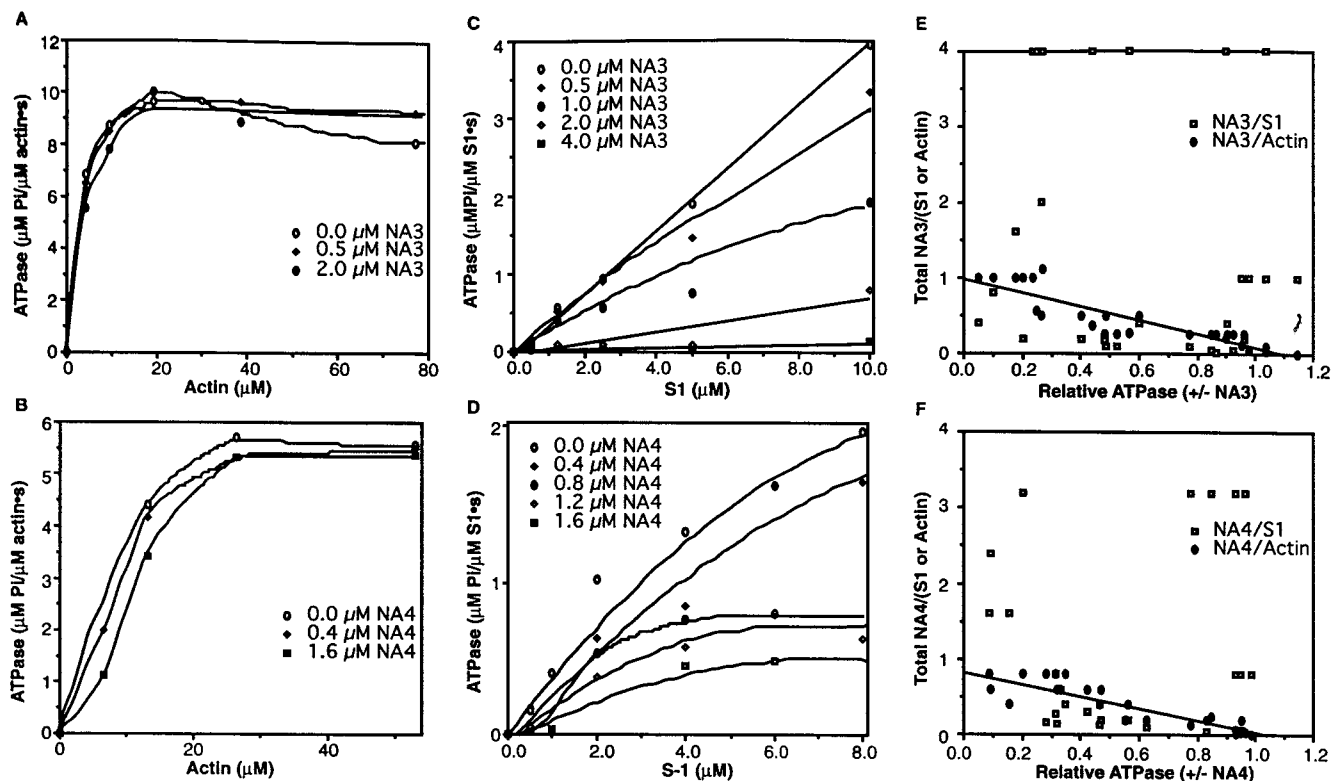 A
ATPase (µM Pi/µM actin•s)
12
10
8
6
4
2
0
0.0 µM NA3
0.5 µM NA3
2.0 µM NA3
0
20
40
60
80
Actin (µM)
B
ATPase (µM Pi/µM actin•s)
6
5
4
3
2
1
0
0.0 µM NA4
0.4 µM NA4
1.6 µM NA4
0
20
40
Actin (µM)
C
ATPase (µMPi/µM S1•s)
4
3
2
1
0
0.0 µM NA3
0.5 µM NA3
1.0 µM NA3
2.0 µM NA3
4.0 µM NA3
0.0
2.0
4.0
6.0
8.0
10.0
S1 (µM)
D
ATPase (µM Pi/µM S1•s)
2
1
0
0.0 µM NA4
0.4 µM NA4
0.8 µM NA4
1.2 µM NA4
1.6 µM NA4
0.0
2.0
4.0
6.0
8.0
S-1 (µM)
E
Total NA3/(S1 or Actin)
4
3
2
1
0
NA3/S1
NA3/Actin
0.0
0.2
0.4
0.6
0.8
1.0
1.2
Relative ATPase (+/- NA3)
F
Total NA4/(S1 or Actin)
4
3
2
1
0
NA4/S1
NA4/Actin
0.0
0.2
0.4
0.6
0.8
1.0
1.2
Relative ATPase (+/- NA4)